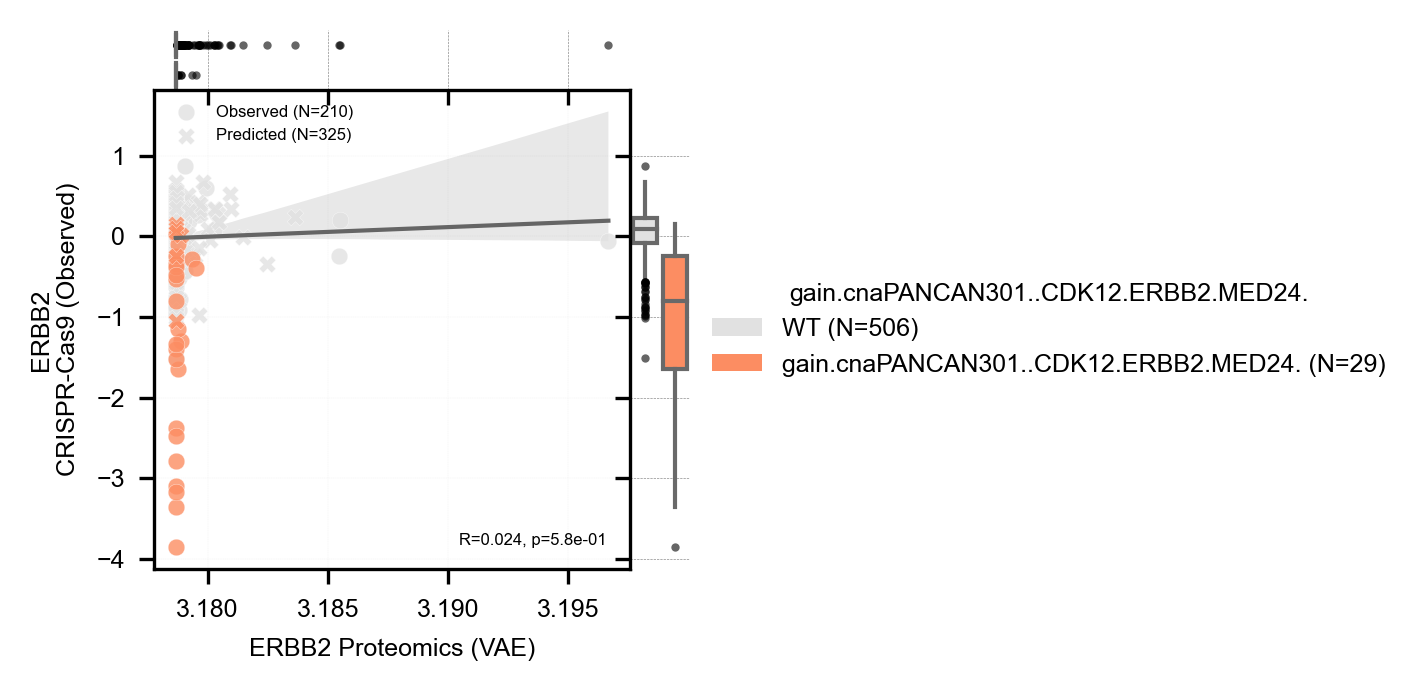 Observed (N=210)
Predicted (N=325)
1
0
−1
−2
−3
−4
ERBB2
CRISPR-Cas9 (Observed)
R=0.024, p=5.8e-01
3.180
3.185
3.190
3.195
ERBB2 Proteomics (VAE)
gain.cnaPANCAN301..CDK12.ERBB2.MED24.
WT (N=506)
gain.cnaPANCAN301..CDK12.ERBB2.MED24. (N=29)